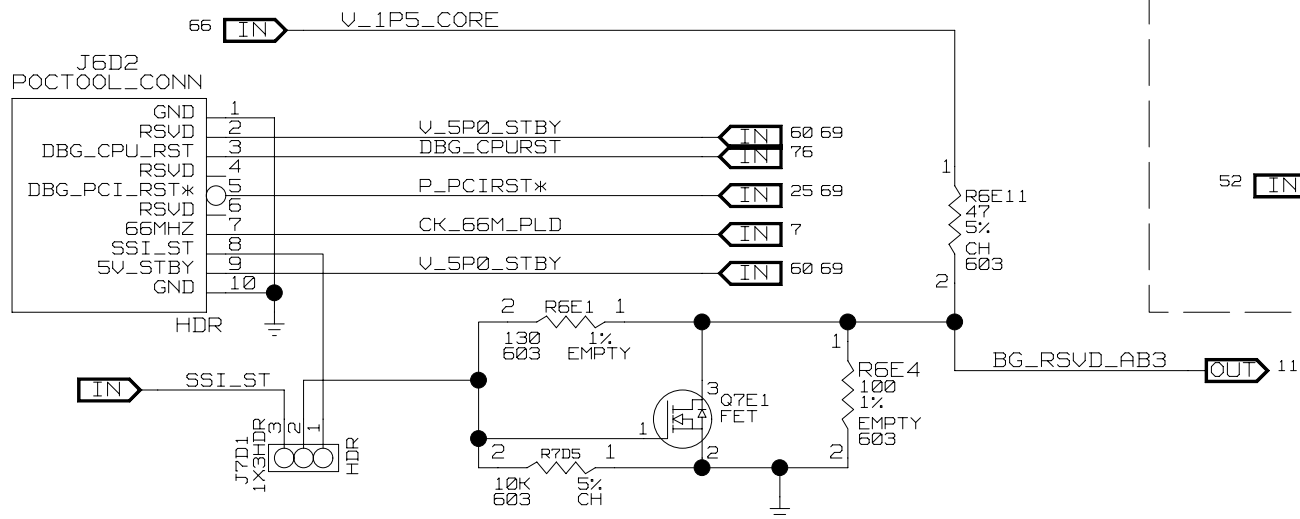 66 IN V_1P5_CORE
J6D2
POCTOOL_CONN
GND 1
RSVD 2 V_5P0_STBY IN 60 69
DBG_CPU_RST 3 DBG_CPURST IN 76
RSVD 4
DBG_PCI_RST* 5 P_PCIRST* IN 25 69
RSVD 6
66MHZ 7 CK_66M_PLD IN 7
SSI_ST 8
5V_STBY 9 V_5P0_STBY IN 60 69
GND 10
HDR
1
R6E11
47
5%
CH
603
2
52 IN
2 R6E1 1
130 1%
603 EMPTY
1
R6E4
100
1%
EMPTY
603
2
BG_RSVD_AB3 OUT 11
IN SSI_ST
3 2 1
J7D1
1X3HDR
HDR
3
Q7E1
FET
1
2
2 R7D5 1
10K 5%
603 CH